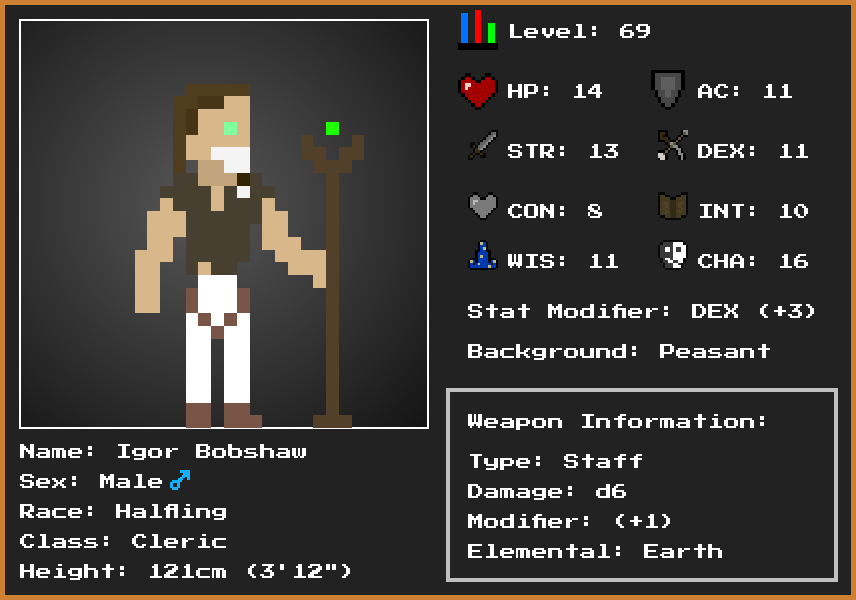 Level: 69
HP: 14 AC: 11
STR: 13 DEX: 11
CON: 8 INT: 10
WIS: 11 CHA: 16
Stat Modifier: DEX (+3)
Background: Peasant
Weapon Information:
Type: Staff
Damage: d6
Modifier: (+1)
Elemental: Earth
Name: Igor Bobshaw
Sex: Male ♂
Race: Halfling
Class: Cleric
Height: 121cm (3'12")